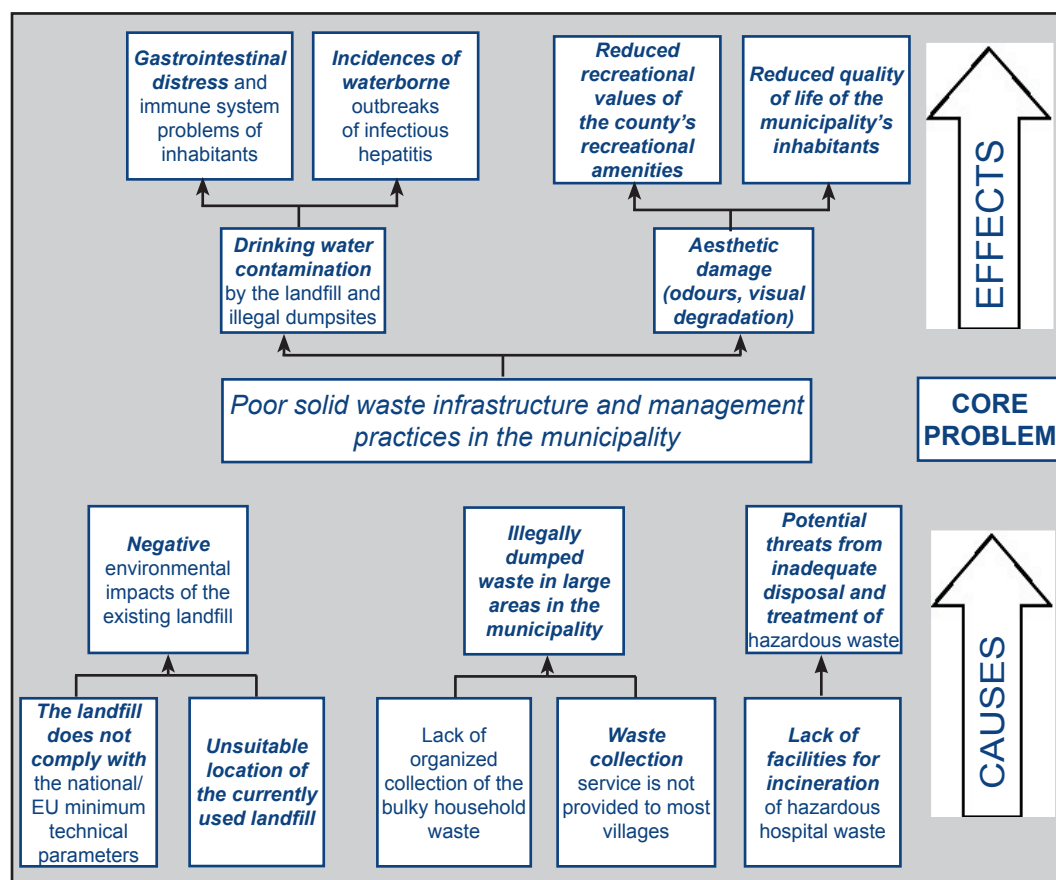 Gastrointestinal
distress and
immune system
problems of
inhabitants
Incidences of
waterborne
outbreaks
of infectious
hepatitis
Reduced
recreational
values of
the county's
recreational
amenities
Reduced quality
of life of the
municipality's
inhabitants
EFFECTS
Drinking water
contamination
by the landfill and
illegal dumpsites
Aesthetic
damage
(odours, visual
degradation)
Poor solid waste infrastructure and management
practices in the municipality
CORE
PROBLEM
Negative
environmental
impacts of the
existing landfill
Illegally
dumped
waste in large
areas in the
municipality
Potential
threats from
inadequate
disposal and
treatment of
hazardous waste
CAUSES
The landfill
does not
comply with
the national/
EU minimum
technical
parameters
Unsuitable
location of
the currently
used landfill
Lack of
organized
collection of the
bulky household
waste
Waste
collection
service is not
provided to most
villages
Lack of
facilities for
incineration
of hazardous
hospital waste